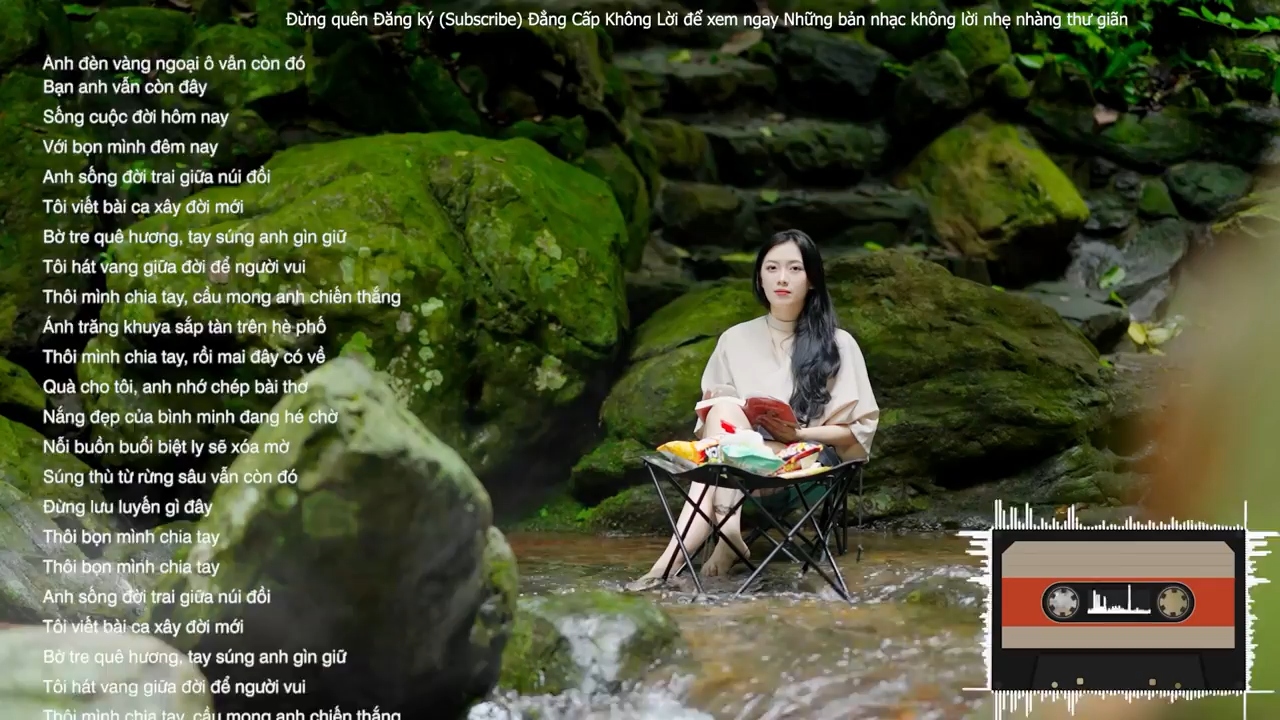 Đừng quên Đăng ký (Subscribe) Đẳng Cấp Không Lời để xem ngay Những bản nhạc không lời nhẹ nhàng thư giãn
Ánh đèn vàng ngoại ô vẫn còn đó
Bạn anh vẫn còn đây
Sống cuộc đời hôm nay
Với bọn mình đêm nay
Anh sống đời trai giữa núi đồi
Tôi viết bài ca xây đời mới
Bờ tre quê hương, tay súng anh gìn giữ
Tôi hát vang giữa đời để người vui
Thôi mình chia tay, cầu mong anh chiến thắng
Ánh trăng khuya sắp tàn trên hè phố
Thôi mình chia tay, rồi mai đây có về
Quà cho tôi, anh nhớ chép bài thơ
Nắng đẹp của bình minh đang hé chờ
Nỗi buồn buổi biệt ly sẽ xóa mờ
Súng thù từ rừng sâu vẫn còn đó
Đừng lưu luyến gì đây
Thôi bọn mình chia tay
Thôi bọn mình chia tay
Anh sống đời trai giữa núi đồi
Tôi viết bài ca xây đời mới
Bờ tre quê hương, tay súng anh gìn giữ
Tôi hát vang giữa đời để người vui
Thôi mình chia tay, cầu mong anh chiến thắng